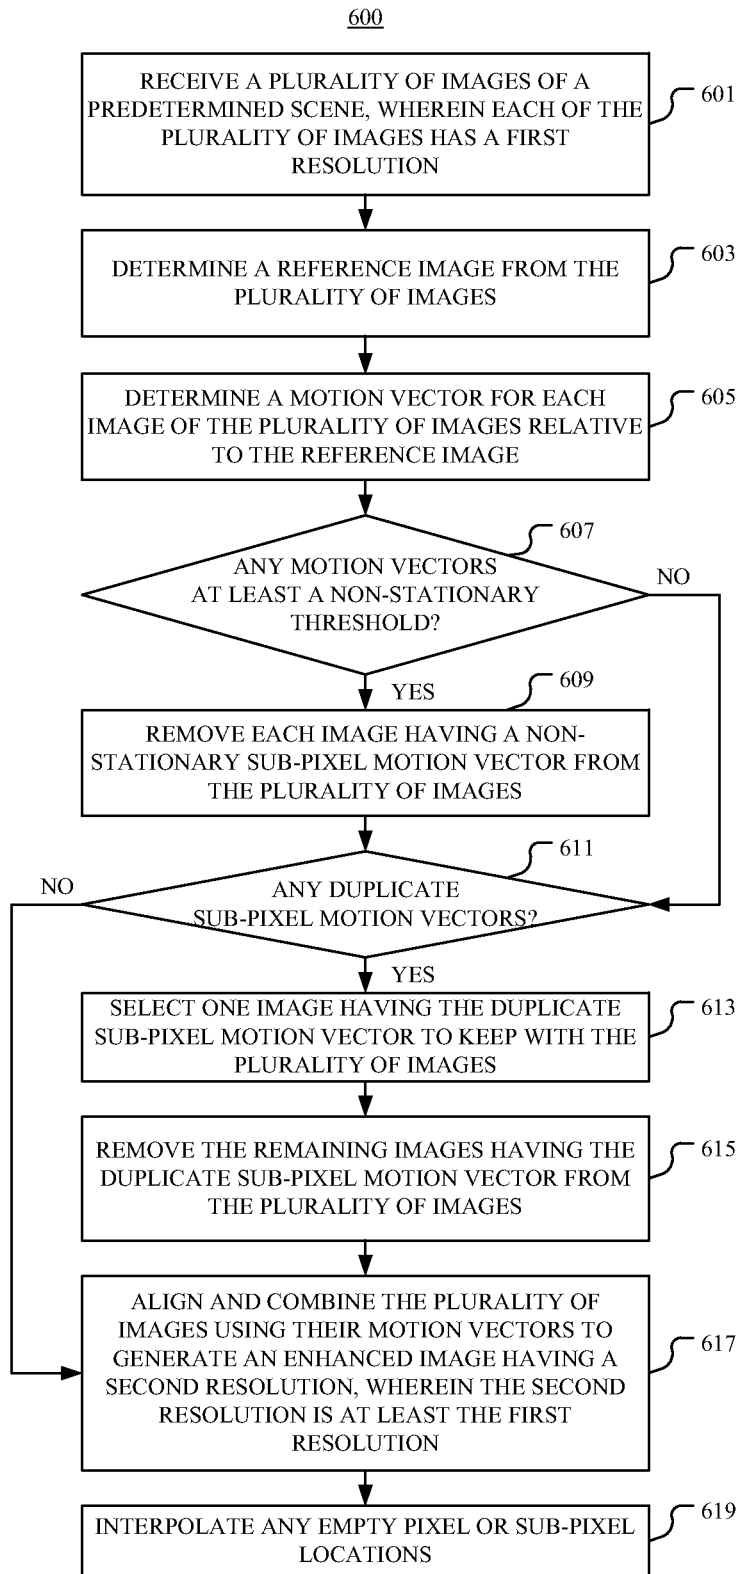 600
RECEIVE A PLURALITY OF IMAGES OF A
PREDETERMINED SCENE, WHEREIN EACH OF THE
PLURALITY OF IMAGES HAS A FIRST
RESOLUTION
601
DETERMINE A REFERENCE IMAGE FROM THE
PLURALITY OF IMAGES
603
DETERMINE A MOTION VECTOR FOR EACH
IMAGE OF THE PLURALITY OF IMAGES RELATIVE
TO THE REFERENCE IMAGE
605
607
ANY MOTION VECTORS
AT LEAST A NON-STATIONARY
THRESHOLD?
NO
YES
609
REMOVE EACH IMAGE HAVING A NON-
STATIONARY SUB-PIXEL MOTION VECTOR FROM
THE PLURALITY OF IMAGES
611
NO
ANY DUPLICATE
SUB-PIXEL MOTION VECTORS?
YES
SELECT ONE IMAGE HAVING THE DUPLICATE
SUB-PIXEL MOTION VECTOR TO KEEP WITH THE
PLURALITY OF IMAGES
613
REMOVE THE REMAINING IMAGES HAVING THE
DUPLICATE SUB-PIXEL MOTION VECTOR FROM
THE PLURALITY OF IMAGES
615
ALIGN AND COMBINE THE PLURALITY OF
IMAGES USING THEIR MOTION VECTORS TO
GENERATE AN ENHANCED IMAGE HAVING A
SECOND RESOLUTION, WHEREIN THE SECOND
RESOLUTION IS AT LEAST THE FIRST
RESOLUTION
617
INTERPOLATE ANY EMPTY PIXEL OR SUB-PIXEL
LOCATIONS
619